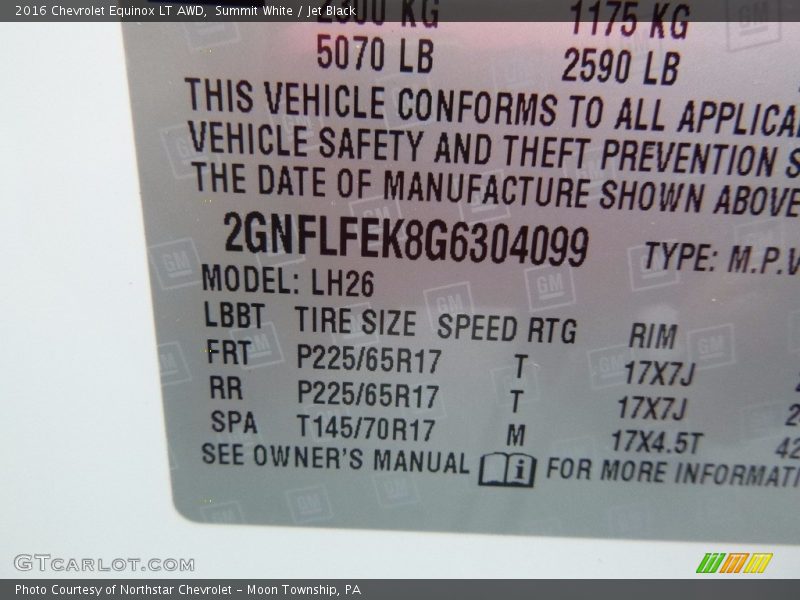 2016 Chevrolet Equinox LT AWD, Summit White / Jet Black
2300 KG 1175 KG
5070 LB 2590 LB
THIS VEHICLE CONFORMS TO ALL APPLICA
VEHICLE SAFETY AND THEFT PREVENTION S
THE DATE OF MANUFACTURE SHOWN ABOVE
2GNFLFEK8G6304099 TYPE: M.P.V
MODEL: LH26
LBBT TIRE SIZE SPEED RTG RIM
FRT P225/65R17 T 17X7J
RR P225/65R17 T 17X7J
SPA T145/70R17 M 17X4.5T 42
SEE OWNER'S MANUAL FOR MORE INFORMATI
GTcarlot.com
Photo Courtesy of Northstar Chevrolet - Moon Township, PA